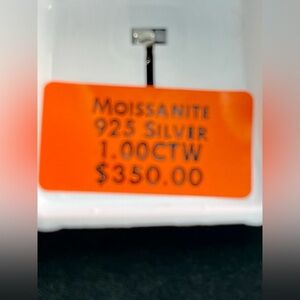 MOISSANITE
925 SILVER
1.00CTW
$350.00